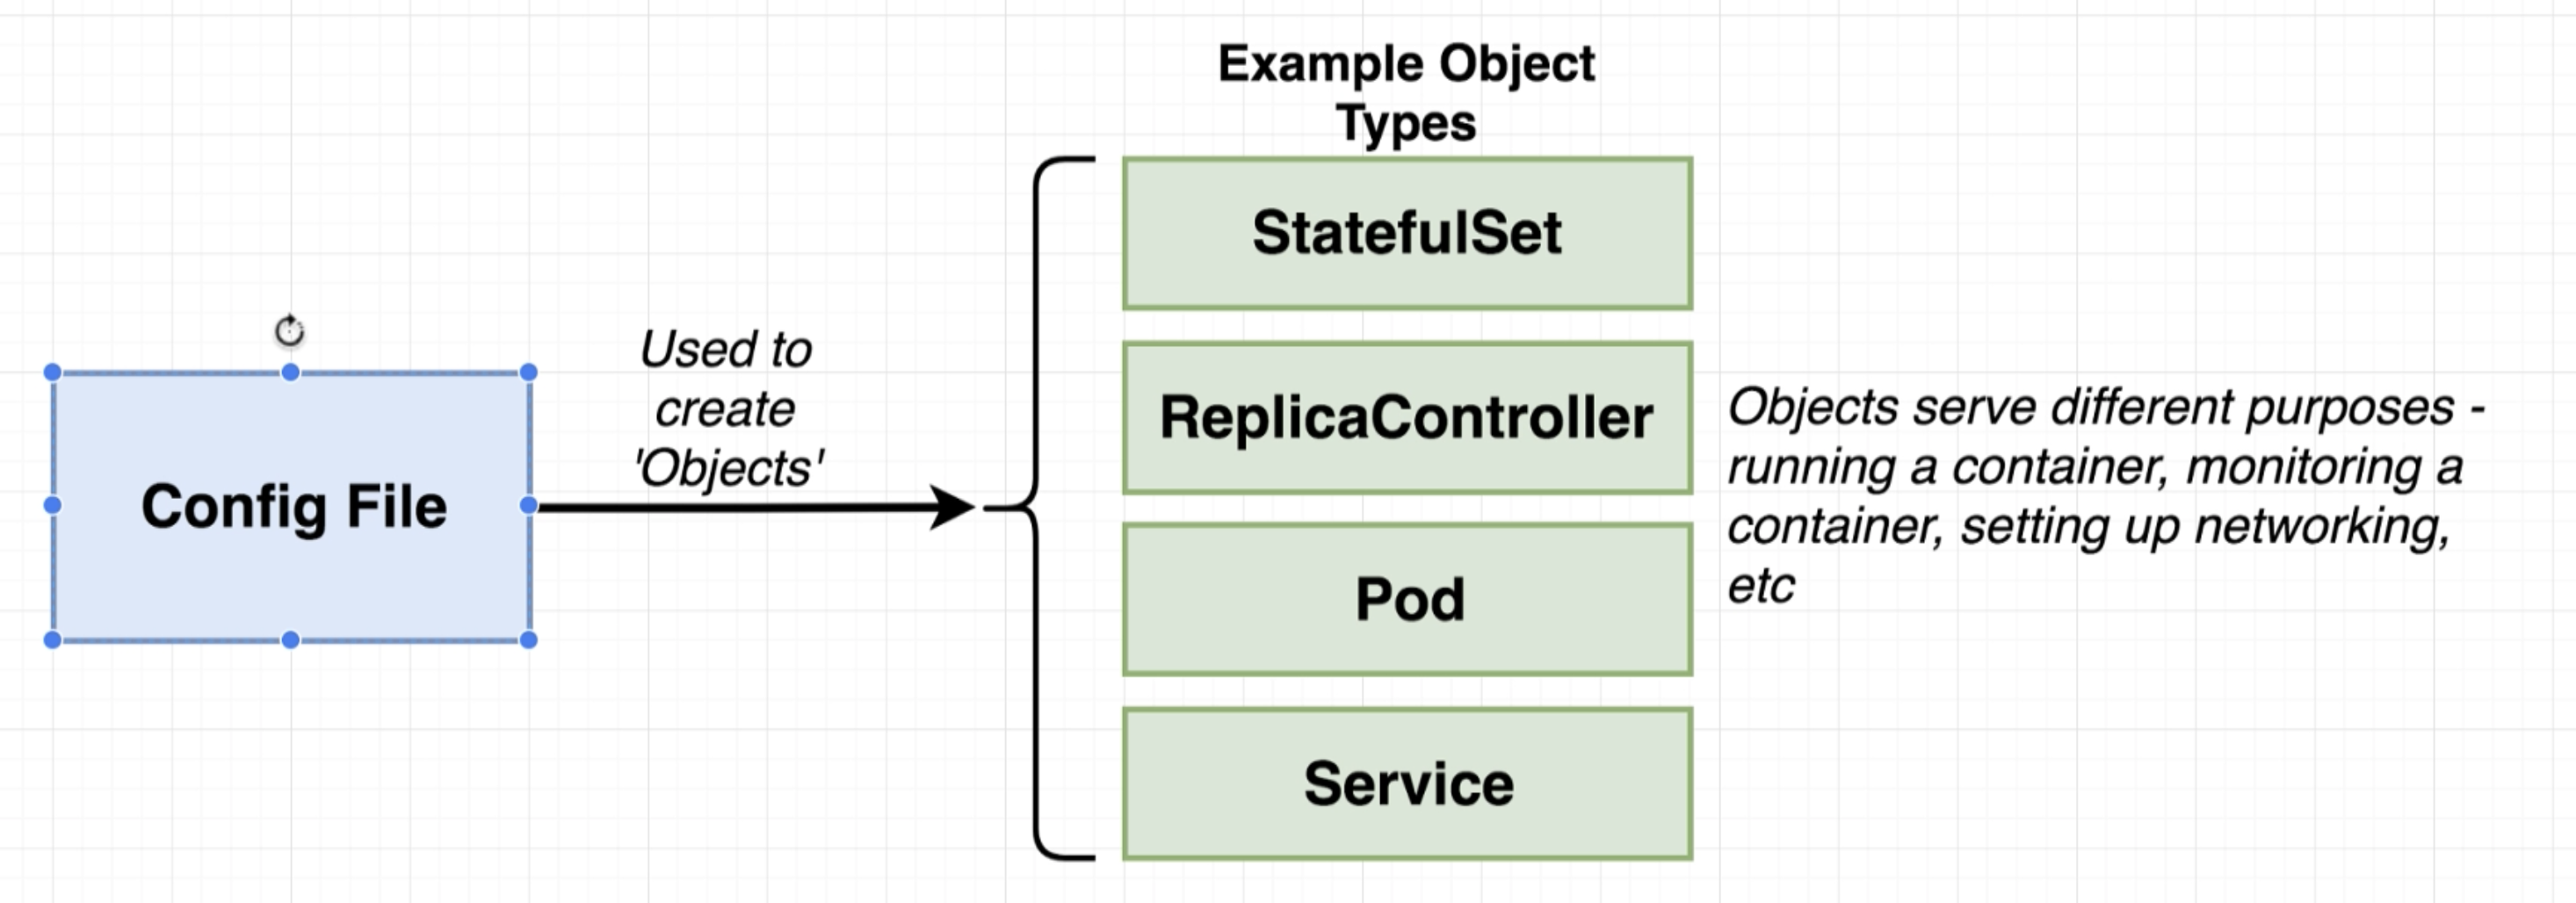 Example Object
Types
StatefulSet
Used to
create
'Objects'
ReplicaController
Objects serve different purposes -
running a container, monitoring a
container, setting up networking,
etc
Config File
Pod
Service